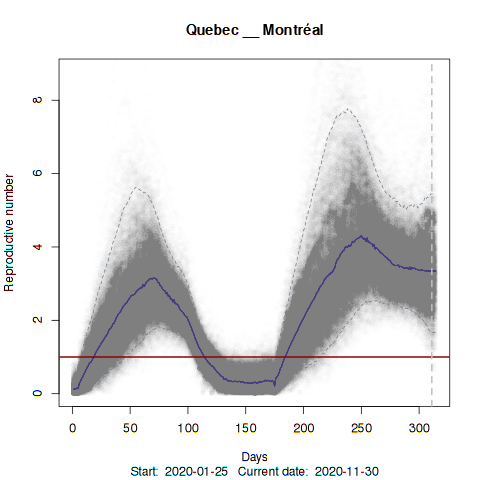 Quebec __ Montréal
Reproductive number
8
6
4
2
0
0 50 100 150 200 250 300
Days
Start: 2020-01-25 Current date: 2020-11-30